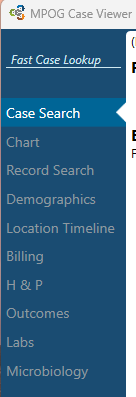 MPOG Case Viewer
Fast Case Lookup
Case Search
Chart
Record Search
Demographics
Location Timeline
Billing
H & P
Outcomes
Labs
Microbiology